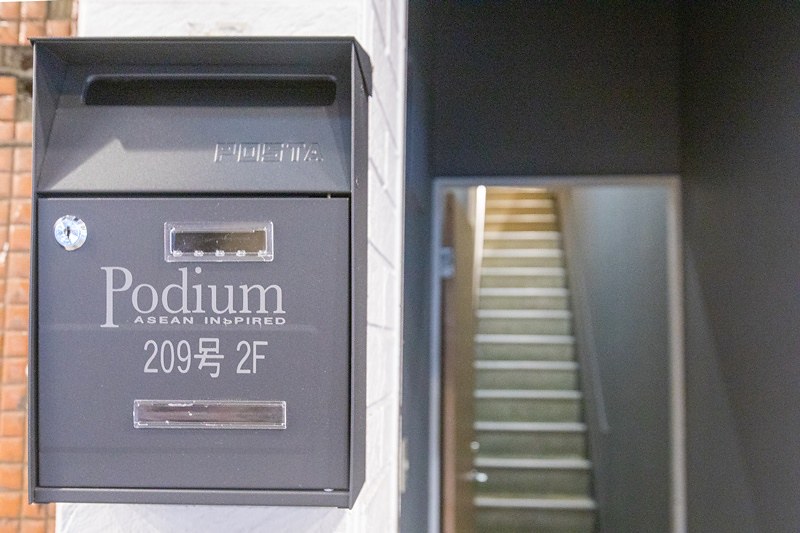 POSTA
Podium
ASEAN INsPIRED
209号 2F